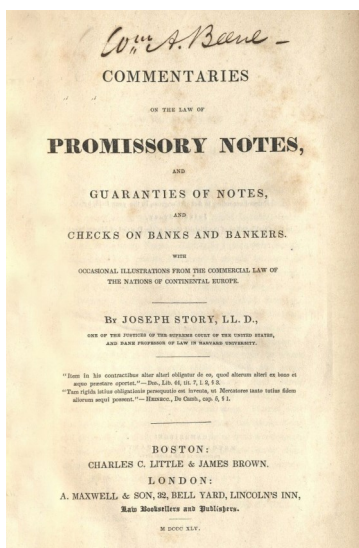 Wm A. Beene –
COMMENTARIES
ON THE LAW OF
PROMISSORY NOTES,
AND
GUARANTIES OF NOTES,
AND
CHECKS ON BANKS AND BANKERS.
WITH
OCCASIONAL ILLUSTRATIONS FROM THE COMMERCIAL LAW OF
THE NATIONS OF CONTINENTAL EUROPE.
BY JOSEPH STORY, LL. D.,
ONE OF THE JUSTICES OF THE SUPREME COURT OF THE UNITED STATES,
AND DANE PROFESSOR OF LAW IN HARVARD UNIVERSITY.
"Item in his contractibus alter alteri obligatur de eo, quod alterum alteri ex bono et
aequo praestare oportet."—DIG., Lib. 44, tit. 7, l. 2, § 3.
"Tam rigida istius obligationis persequutio est inventa, ut Mercatores tanto tutius fidem
aliorum sequi possent."—HEINECC., De Camb., cap. 5, § 1.
BOSTON:
CHARLES C. LITTLE & JAMES BROWN.
LONDON:
A. MAXWELL & SON, 32, BELL YARD, LINCOLN'S INN,
Law Booksellers and Publishers.
M DCCC XLV.